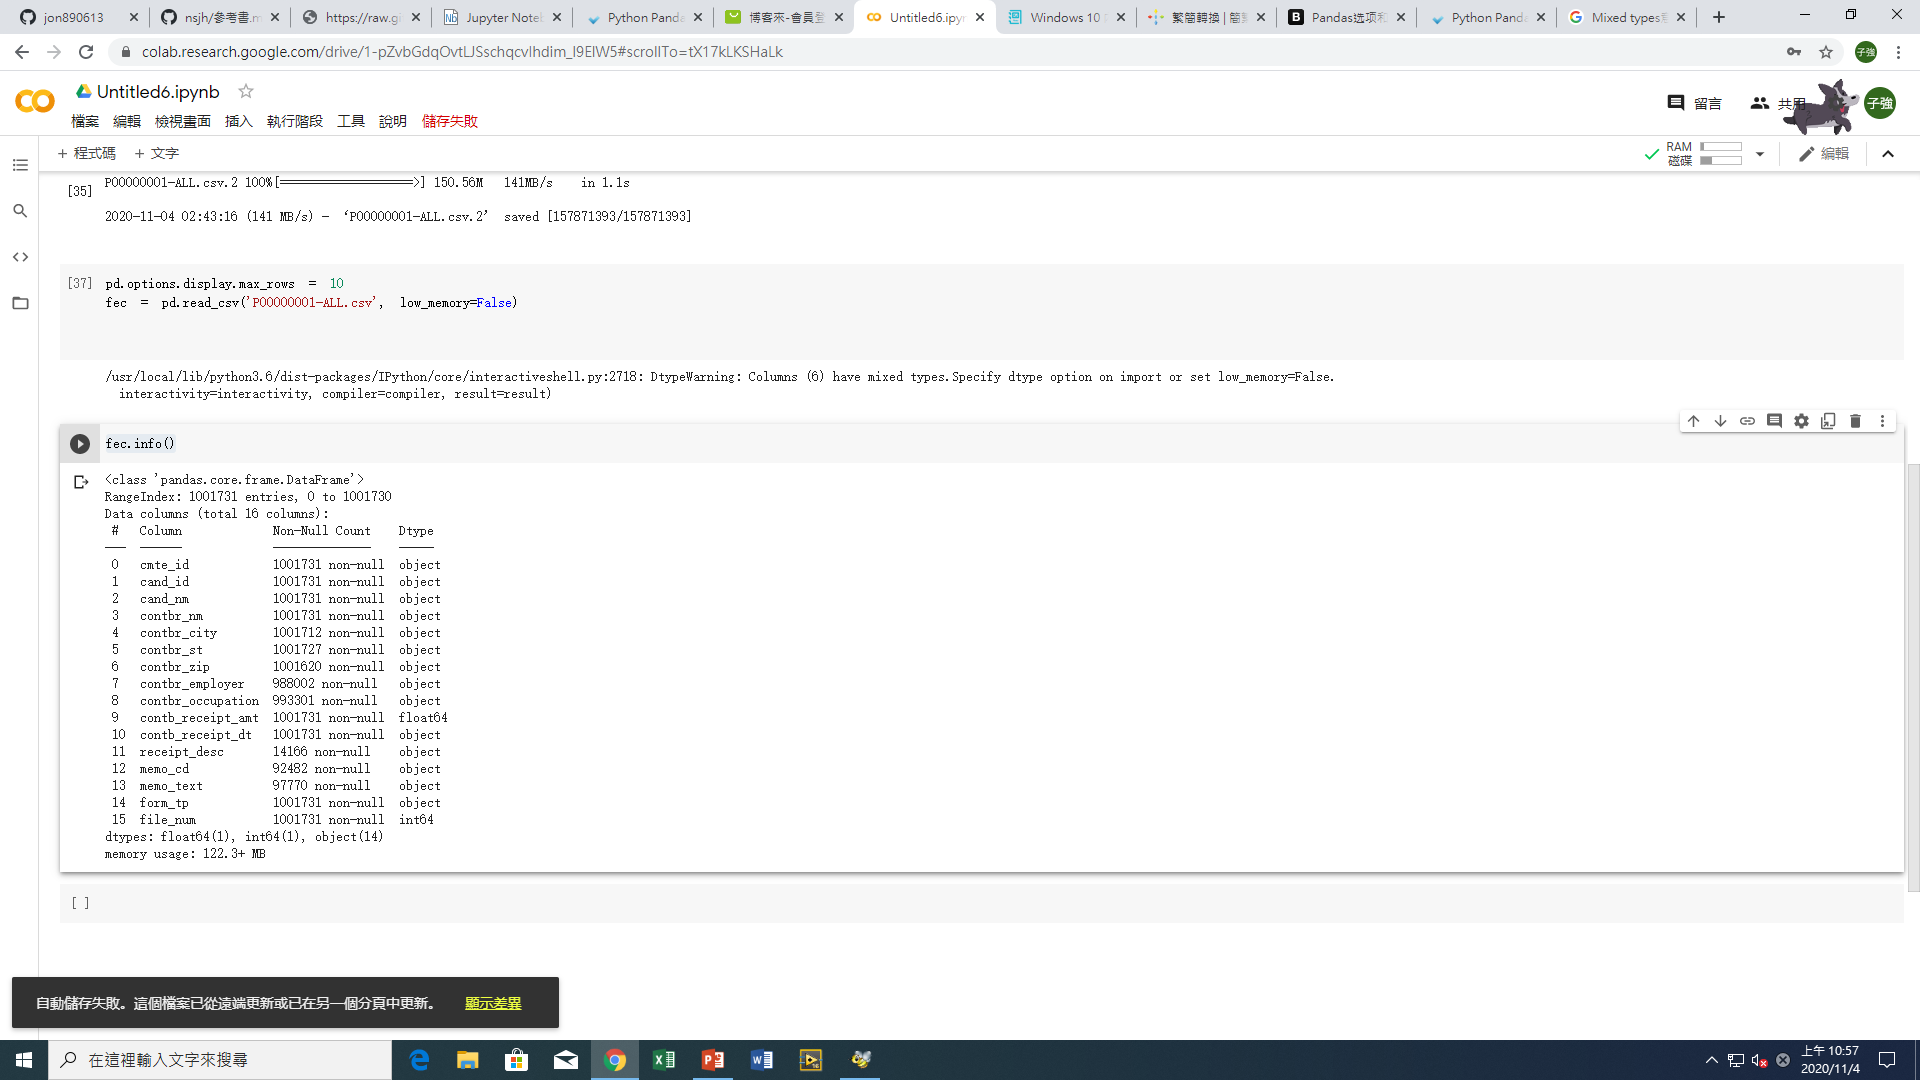 jon890613
nsjh/參考書.m
https://raw.gi
Jupyter Noteb
Python Panda
博客來-會員登
Untitled6.ipyn
Windows 10
繁簡轉換 | 簡
Pandas选项和
Python Panda
Mixed types
colab.research.google.com/drive/1-pZvbGdqOvtLJSschqcvlhdim_I9EIW5#scrollTo=tX17kLKSHaLk
子強
Untitled6.ipynb
檔案 編輯 檢視畫面 插入 執行階段 工具 說明 儲存失敗
留言 共用 子強
+ 程式碼 + 文字
RAM
磁碟
編輯
[35]
P00000001-ALL.csv.2 100%[===================>] 150.56M 141MB/s in 1.1s
2020-11-04 02:43:16 (141 MB/s) - ‘P00000001-ALL.csv.2’ saved [157871393/157871393]
[37] pd.options.display.max_rows = 10
fec = pd.read_csv('P00000001-ALL.csv', low_memory=False)
/usr/local/lib/python3.6/dist-packages/IPython/core/interactiveshell.py:2718: DtypeWarning: Columns (6) have mixed types.Specify dtype option on import or set low_memory=False.
interactivity=interactivity, compiler=compiler, result=result)
fec.info()
<class 'pandas.core.frame.DataFrame'>
RangeIndex: 1001731 entries, 0 to 1001730
Data columns (total 16 columns):
# Column Non-Null Count Dtype
--- ------ -------------- -----
0 cmte_id 1001731 non-null object
1 cand_id 1001731 non-null object
2 cand_nm 1001731 non-null object
3 contbr_nm 1001731 non-null object
4 contbr_city 1001712 non-null object
5 contbr_st 1001727 non-null object
6 contbr_zip 1001620 non-null object
7 contbr_employer 988002 non-null object
8 contbr_occupation 993301 non-null object
9 contb_receipt_amt 1001731 non-null float64
10 contb_receipt_dt 1001731 non-null object
11 receipt_desc 14166 non-null object
12 memo_cd 92482 non-null object
13 memo_text 97770 non-null object
14 form_tp 1001731 non-null object
15 file_num 1001731 non-null int64
dtypes: float64(1), int64(1), object(14)
memory usage: 122.3+ MB
[ ]
自動儲存失敗。這個檔案已從遠端更新或已在另一個分頁中更新。 顯示差異
在這裡輸入文字來搜尋
上午 10:57
2020/11/4